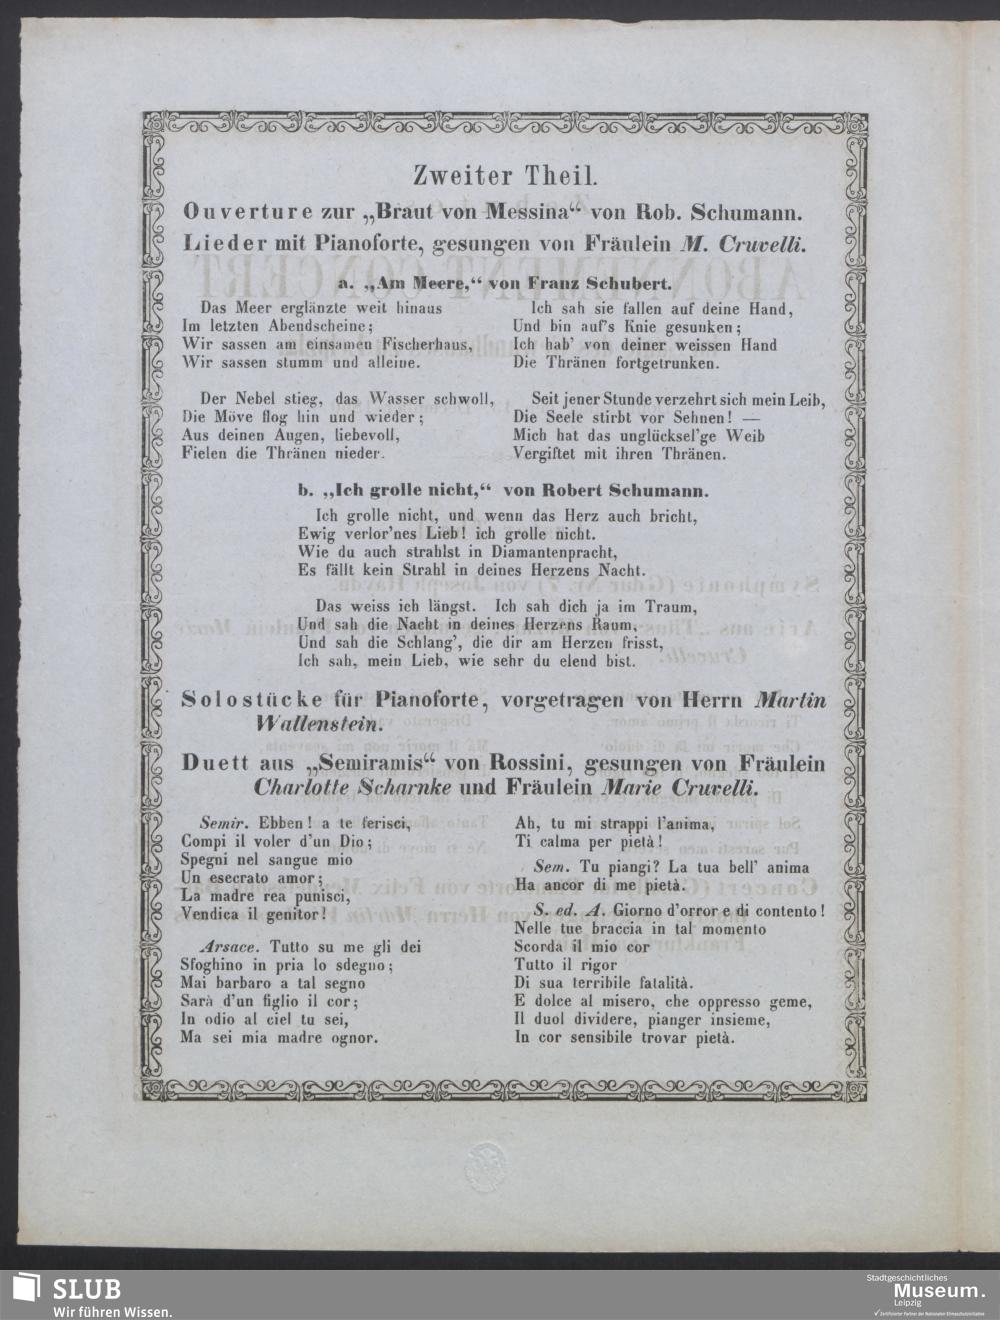 Zweiter Theil.
Ouverture zur „Braut von Messina“ von Rob. Schumann.
Lieder mit Pianoforte, gesungen von Fräulein M. Cruvelli.
a. „Am Meere,“ von Franz Schubert.
Das Meer erglänzte weit hinaus
Im letzten Abendscheine;
Wir sassen am einsamen Fischerhaus,
Wir sassen stumm und alleine.
Der Nebel stieg, das Wasser schwoll,
Die Möve flog hin und wieder;
Aus deinen Augen, liebevoll,
Fielen die Thränen nieder.
Ich sah sie fallen auf deine Hand,
Und bin auf's Knie gesunken;
Ich hab' von deiner weissen Hand
Die Thränen fortgetrunken.
Seit jener Stunde verzehrt sich mein Leib,
Die Seele stirbt vor Sehnen! —
Mich hat das unglücksel'ge Weib
Vergiftet mit ihren Thränen.
b. „Ich grolle nicht,“ von Robert Schumann.
Ich grolle nicht, und wenn das Herz auch bricht,
Ewig verlor'nes Lieb! ich grolle nicht.
Wie du auch strahlst in Diamantenpracht,
Es fällt kein Strahl in deines Herzens Nacht.
Das weiss ich längst. Ich sah dich ja im Traum,
Und sah die Nacht in deines Herzens Raum,
Und sah die Schlang', die dir am Herzen frisst,
Ich sah, mein Lieb, wie sehr du elend bist.
Solostücke für Pianoforte, vorgetragen von Herrn Martin
Wallenstein.
Duett aus „Semiramis“ von Rossini, gesungen von Fräulein
Charlotte Scharnke und Fräulein Marie Cruvelli.
Semir. Ebben! a te ferisci,
Compi il voler d'un Dio;
Spegni nel sangue mio
Un esecrato amor;
La madre rea punisci,
Vendica il genitor!
Arsace. Tutto su me gli dei
Sfoghino in pria lo sdegno;
Mai barbaro a tal segno
Sarà d'un figlio il cor;
In odio al ciel tu sei,
Ma sei mia madre ognor.
Ah, tu mi strappi l'anima,
Ti calma per pietà!
Sem. Tu piangi? La tua bell' anima
Ha ancor di me pietà.
S. ed. A. Giorno d'orror e di contento!
Nelle tue braccia in tal momento
Scorda il mio cor
Tutto il rigor
Di sua terribile fatalità.
E dolce al misero, che oppresso geme,
Il duol dividere, pianger insieme,
In cor sensibile trovar pietà.
SLUB
Wir führen Wissen.
Stadtgeschichtliches
Museum.
Leipzig
Zertifizierter Partner der Nationalen Klimaschutzinitiative